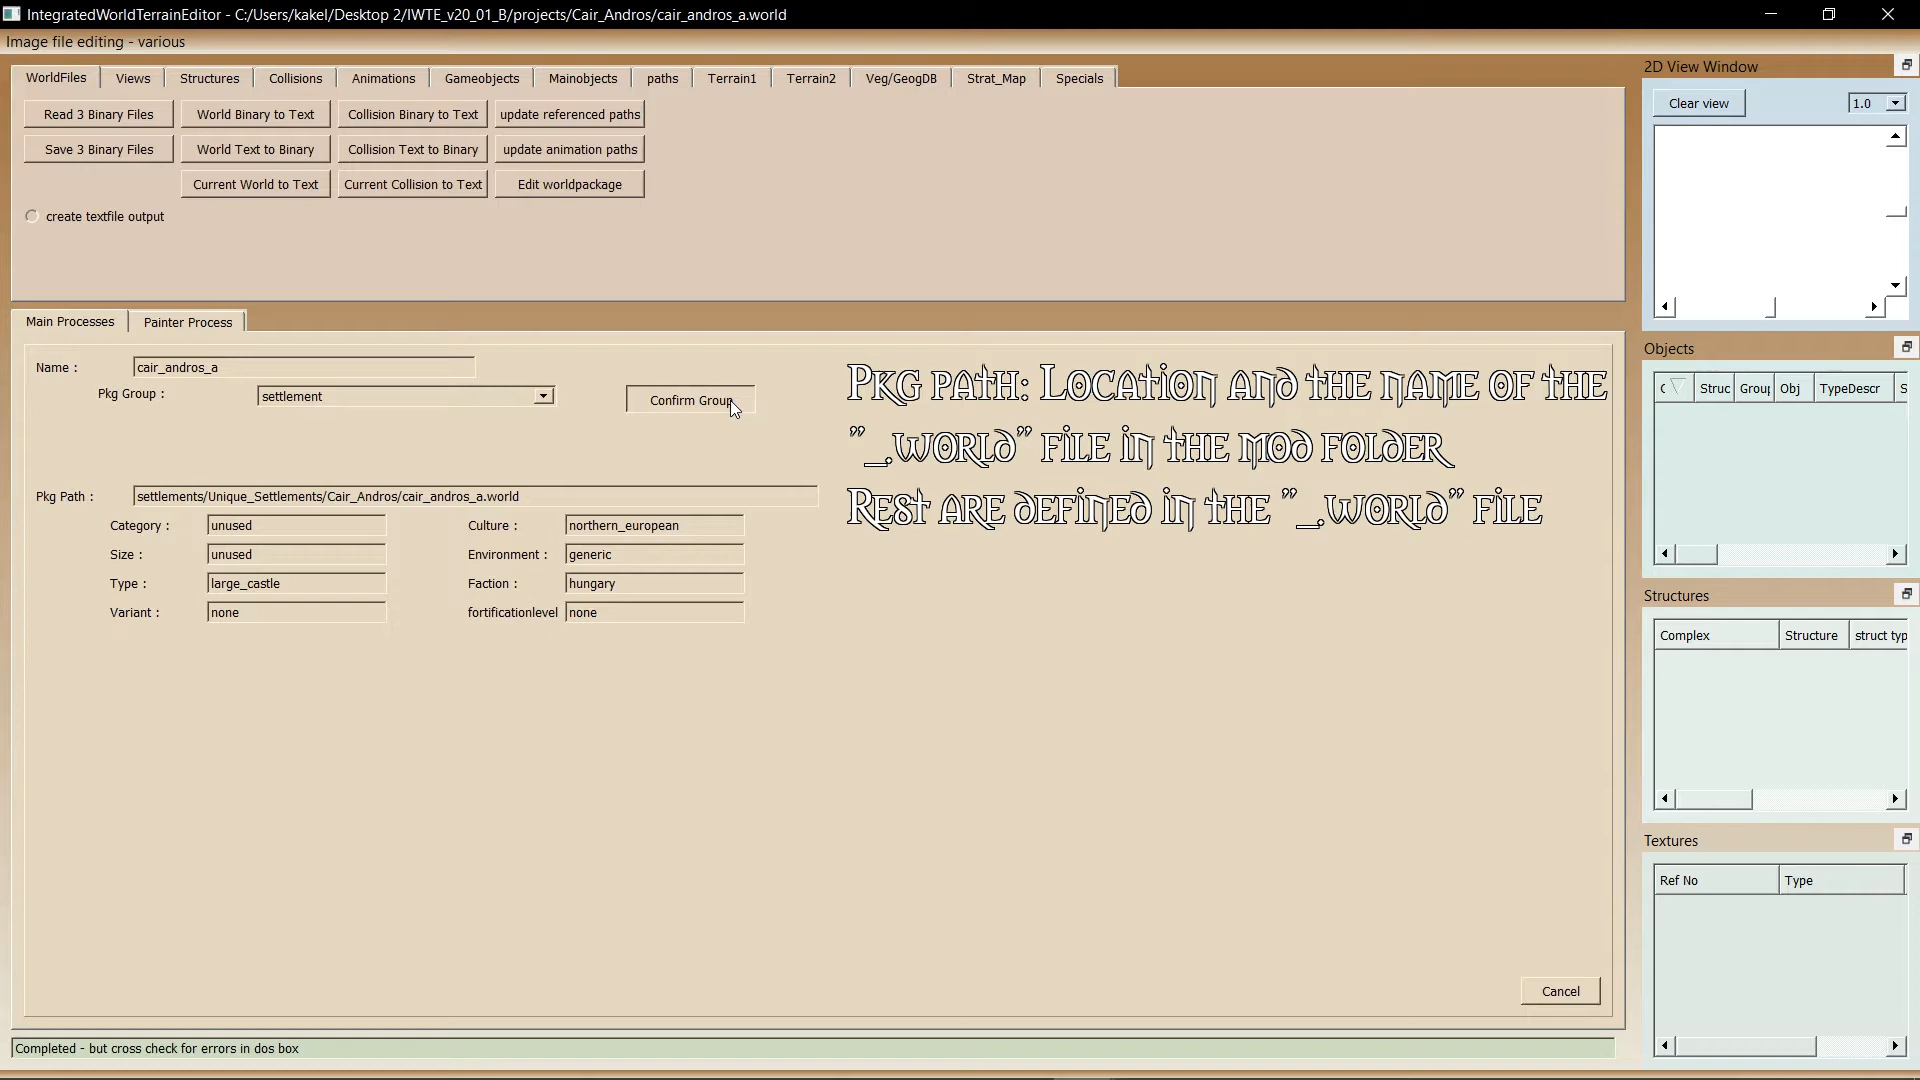 IntegratedWorldTerrainEditor - C:/Users/kakel/Desktop 2/IWTE_v20_01_B/projects/Cair_Andros/cair_andros_a.world
Image file editing - various
WorldFiles Views Structures Collisions Animations Gameobjects Mainobjects paths Terrain1 Terrain2 Veg/GeogDB Strat_Map Specials
Read 3 Binary Files World Binary to Text Collision Binary to Text update referenced paths
Save 3 Binary Files World Text to Binary Collision Text to Binary update animation paths
Current World to Text Current Collision to Text Edit worldpackage
create textfile output
Main Processes Painter Process
Name : cair_andros_a
Pkg Group : settlement Confirm Group
Pkg Path : settlements/Unique_Settlements/Cair_Andros/cair_andros_a.world
Category : unused Culture : northern_european
Size : unused Environment : generic
Type : large_castle Faction : hungary
Variant : none fortificationlevel none
Pkg path: Location and the name of the
"_.world" file in the mod folder
Rest are defined in the "_.world" file
Cancel
Completed - but cross check for errors in dos box
2D View Window
Clear view 1.0
Objects
C Struc Group Obj TypeDescr S
Structures
Complex Structure struct typ
Textures
Ref No Type